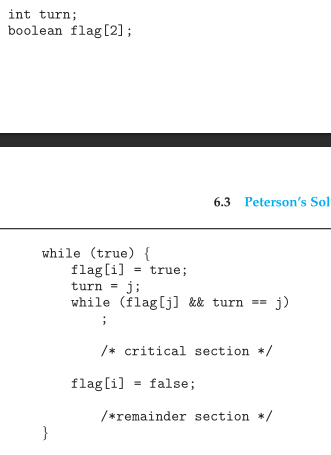 int turn;
boolean flag[2];
6.3 Peterson's Sol
while (true) {
flag[i] = true;
turn = j;
while (flag[j] && turn == j)
;
/* critical section */
flag[i] = false;
/*remainder section */
}